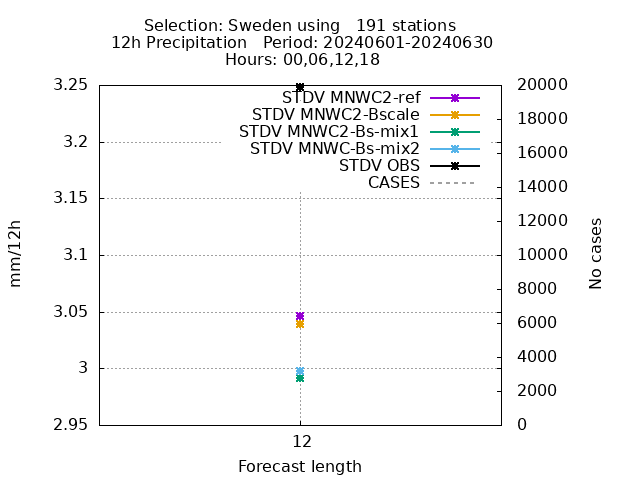 Selection: Sweden using   191 stations
12h Precipitation   Period: 20240601-20240630
Hours: 00,06,12,18
3.25
3.2
3.15
3.1
3.05
3
2.95
mm/12h
STDV MNWC2-ref
STDV MNWC2-Bscale
STDV MNWC2-Bs-mix1
STDV MNWC-Bs-mix2
STDV OBS
CASES
20000
18000
16000
14000
12000
10000
8000
6000
4000
2000
0
No cases
12
Forecast length